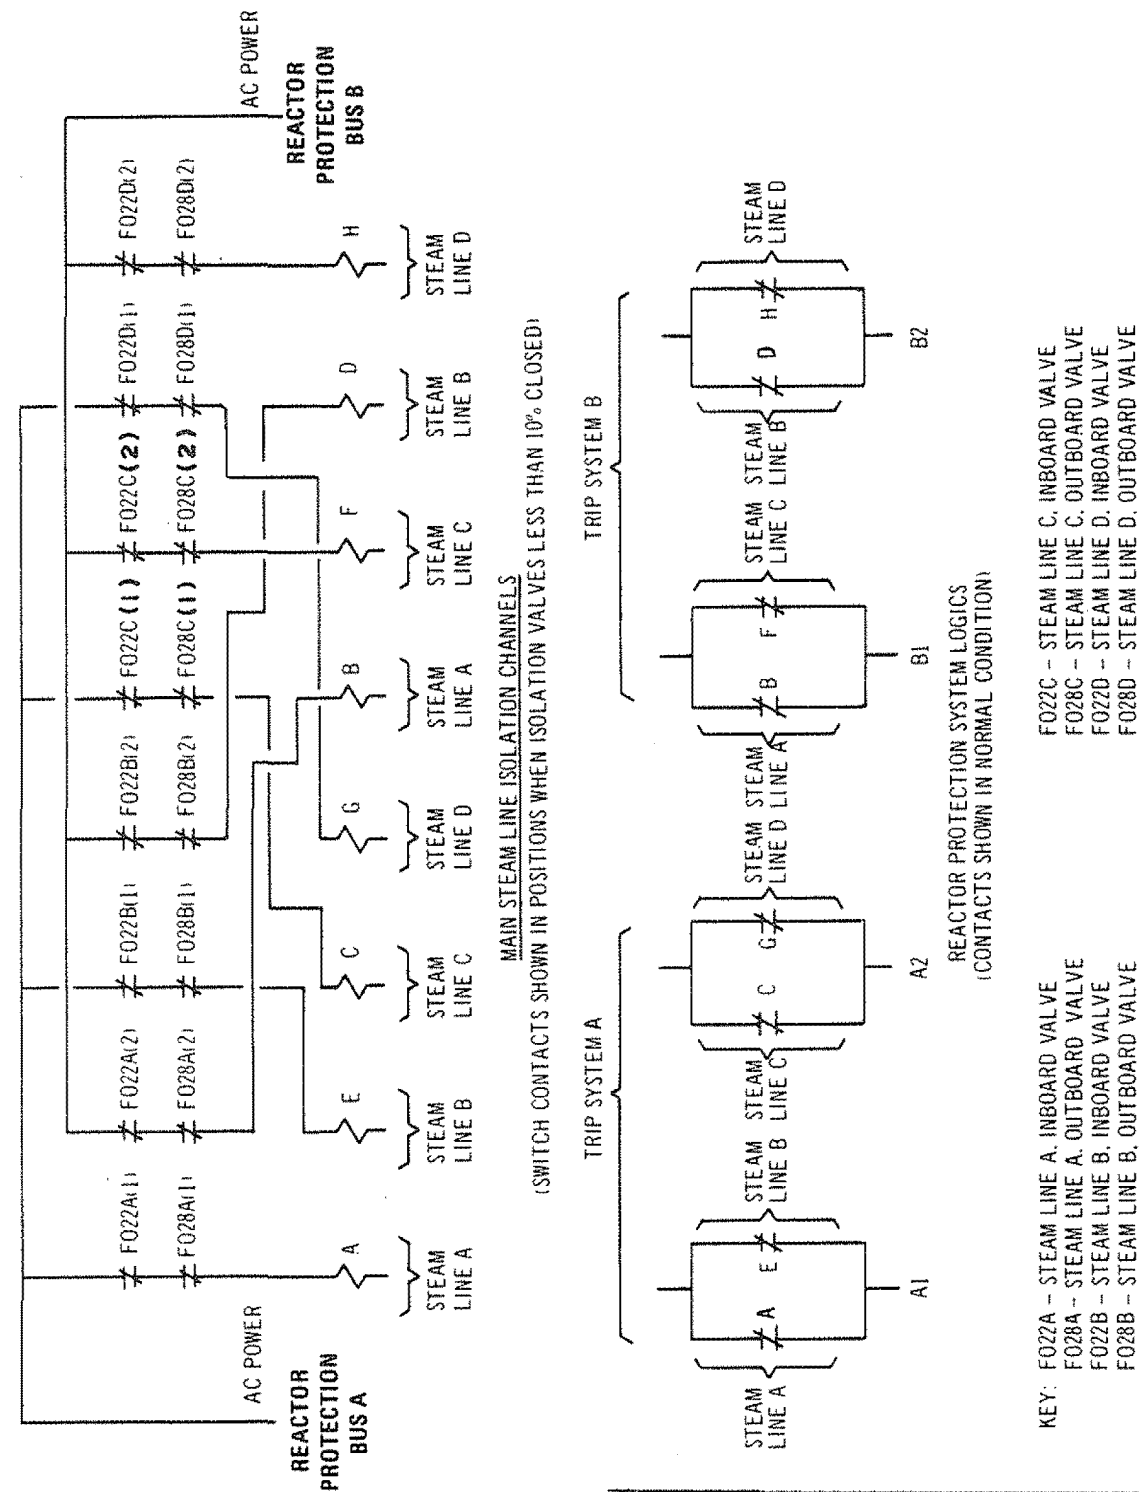 AC POWER
REACTOR
PROTECTION
BUS A
AC POWER
REACTOR
PROTECTION
BUS B
F022A(1)
F028A(1)
F022A(2)
F028A(2)
F022B(1)
F028B(1)
F022B(2)
F028B(2)
F022C(1)
F028C(1)
F022C(2)
F028C(2)
F022D(1)
F028D(1)
F022D(2)
F028D(2)
A
E
C
G
B
F
D
H
STEAM
LINE A
STEAM
LINE B
STEAM
LINE C
STEAM
LINE D
STEAM
LINE A
STEAM
LINE C
STEAM
LINE B
STEAM
LINE D
MAIN STEAM LINE ISOLATION CHANNELS
(SWITCH CONTACTS SHOWN IN POSITIONS WHEN ISOLATION VALVES LESS THAN 10% CLOSED)
TRIP SYSTEM A
TRIP SYSTEM B
STEAM
LINE A
A
E
STEAM
LINE B
STEAM
LINE C
C
G
STEAM
LINE D
STEAM
LINE A
B
F
STEAM
LINE C
STEAM
LINE B
D
H
STEAM
LINE D
A1
A2
B1
B2
REACTOR PROTECTION SYSTEM LOGICS
(CONTACTS SHOWN IN NORMAL CONDITION)
KEY: F022A – STEAM LINE A. INBOARD VALVE
F028A – STEAM LINE A. OUTBOARD VALVE
F022B – STEAM LINE B. INBOARD VALVE
F028B – STEAM LINE B. OUTBOARD VALVE
F022C – STEAM LINE C. INBOARD VALVE
F028C – STEAM LINE C. OUTBOARD VALVE
F022D – STEAM LINE D. INBOARD VALVE
F028D – STEAM LINE D. OUTBOARD VALVE